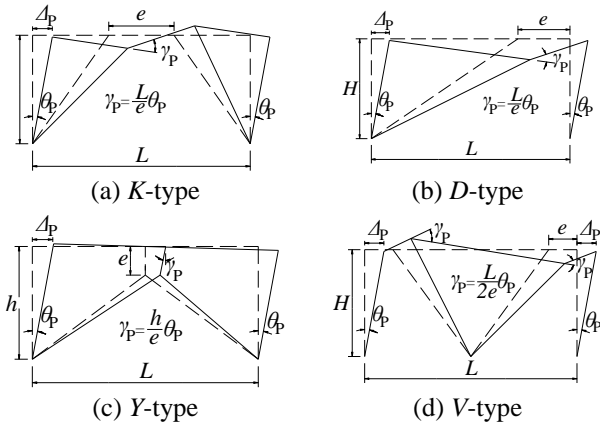 Δ_P e
γ_P
θ_P γ_P = L/e θ_P θ_P
L
(a) K-type
Δ_P e
H γ_P
θ_P γ_P = L/e θ_P θ_P
L
(b) D-type
Δ_P
h e γ_P
θ_P γ_P = h/e θ_P θ_P
L
(c) Y-type
Δ_P γ_P e Δ_P
H γ_P = L/2e θ_P γ_P
θ_P θ_P
L
(d) V-type